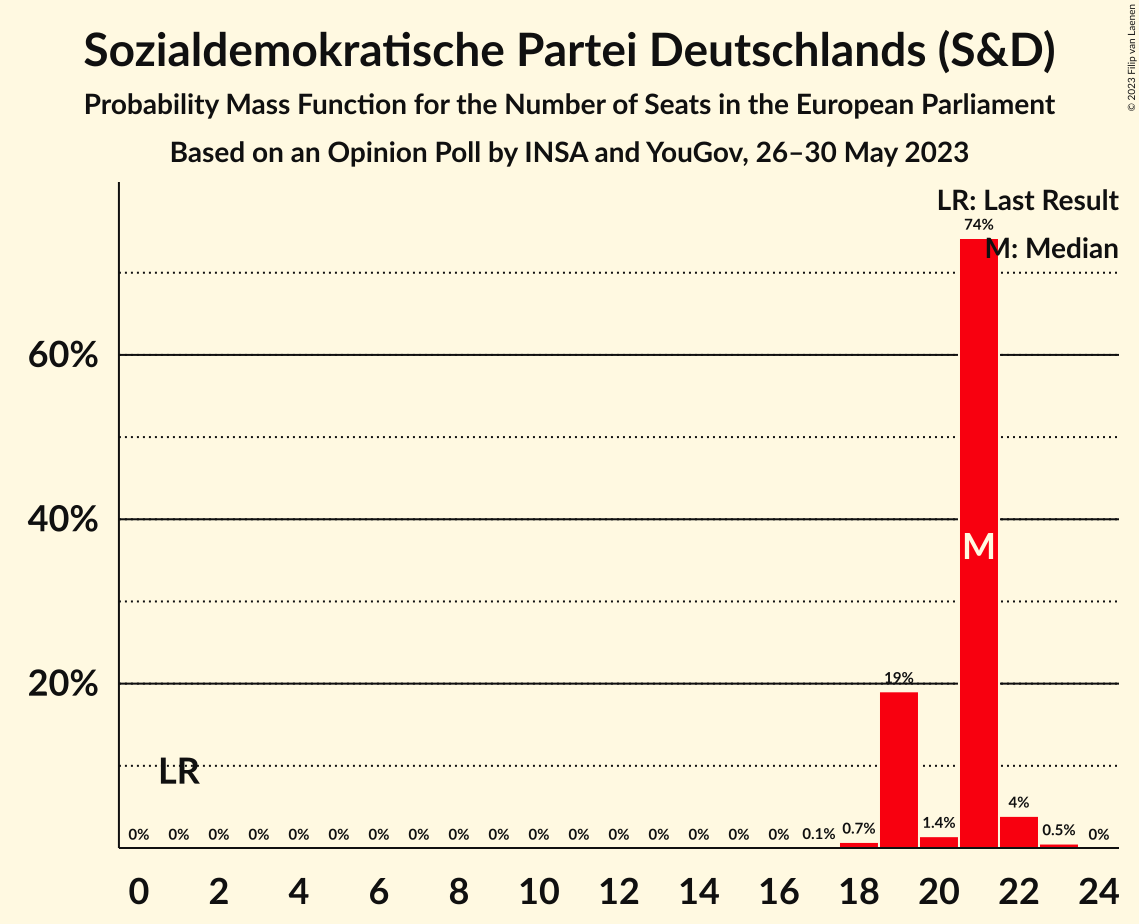 Sozialdemokratische Partei Deutschlands (S&D)
Probability Mass Function for the Number of Seats in the European Parliament
Based on an Opinion Poll by INSA and YouGov, 26–30 May 2023
© 2023 Filip van Laenen
LR: Last Result
M: Median
74%
60%
40%
20%
M
19%
LR
0% 0% 0% 0% 0% 0% 0% 0% 0% 0% 0% 0% 0% 0% 0% 0% 0% 0.1% 0.7% 1.4% 4% 0.5% 0%
0 2 4 6 8 10 12 14 16 18 20 22 24